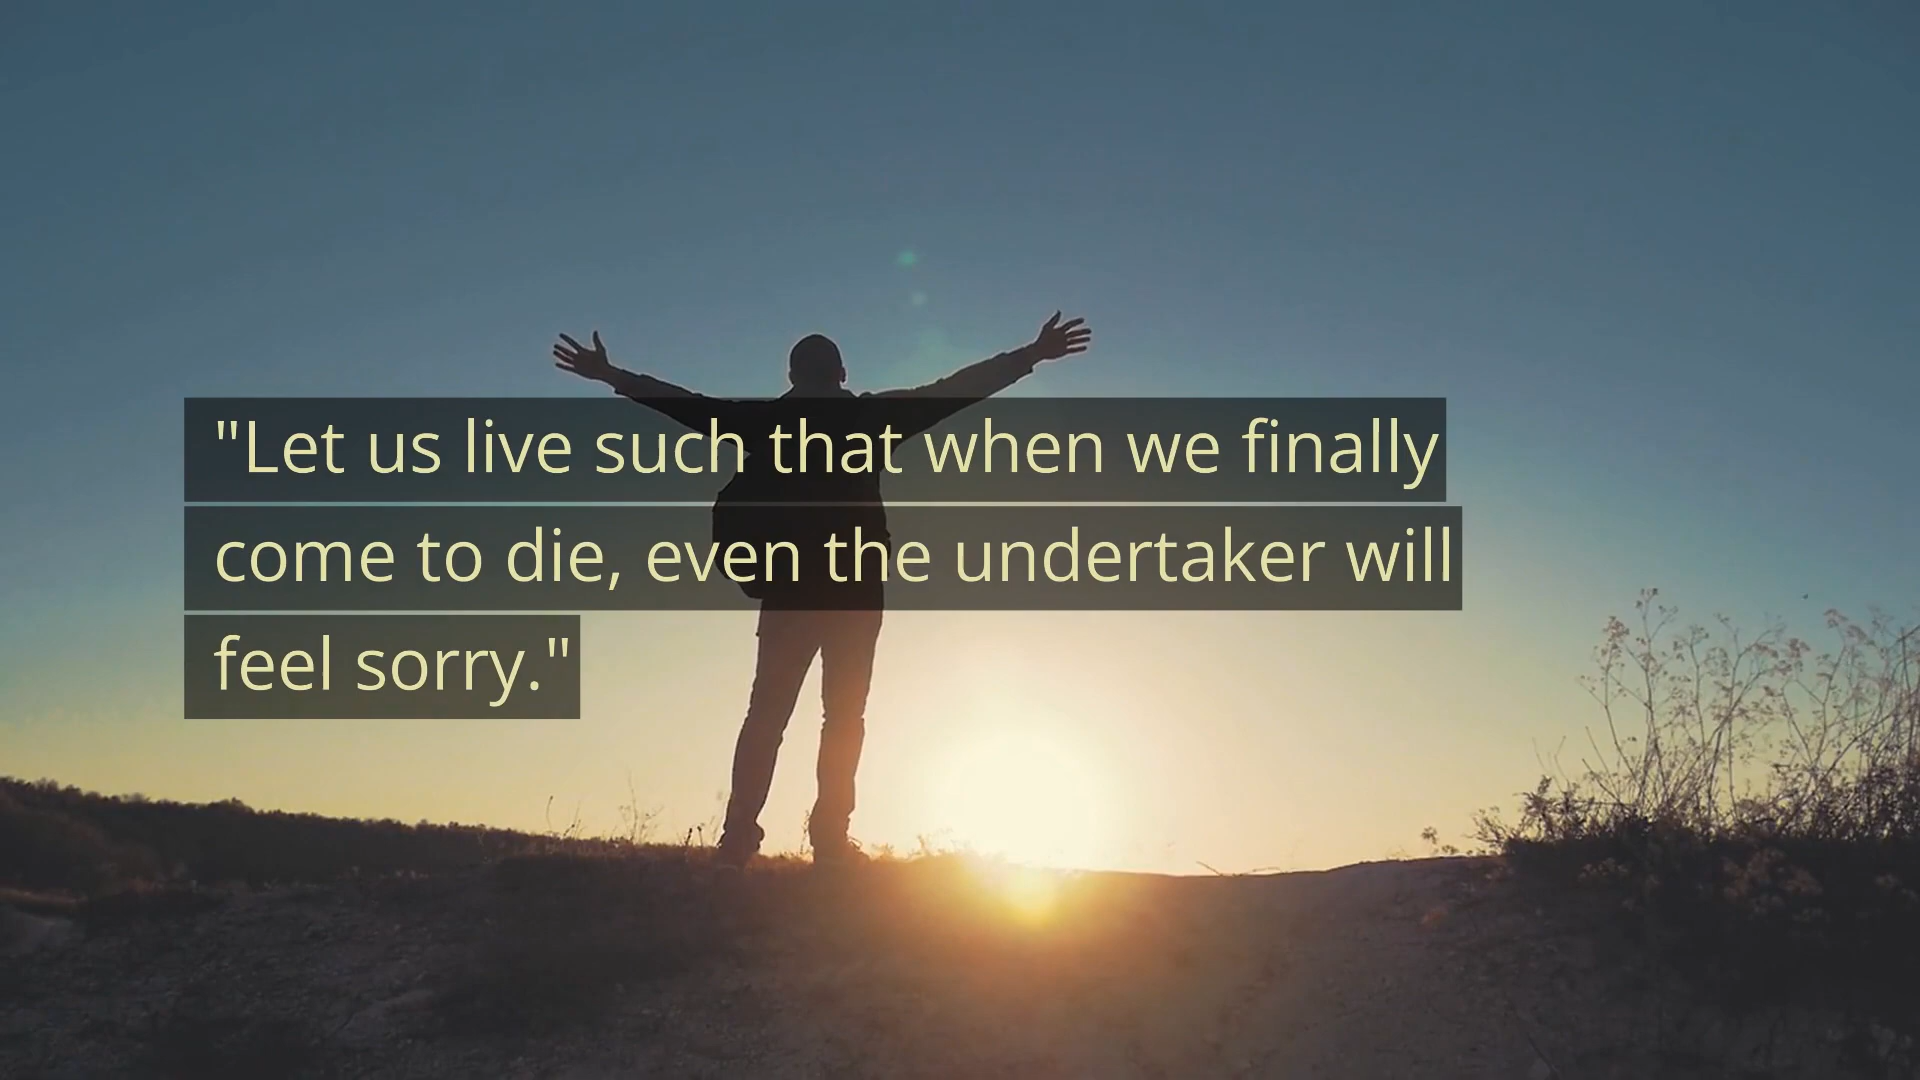 "Let us live such that when we finally
come to die, even the undertaker will
feel sorry."